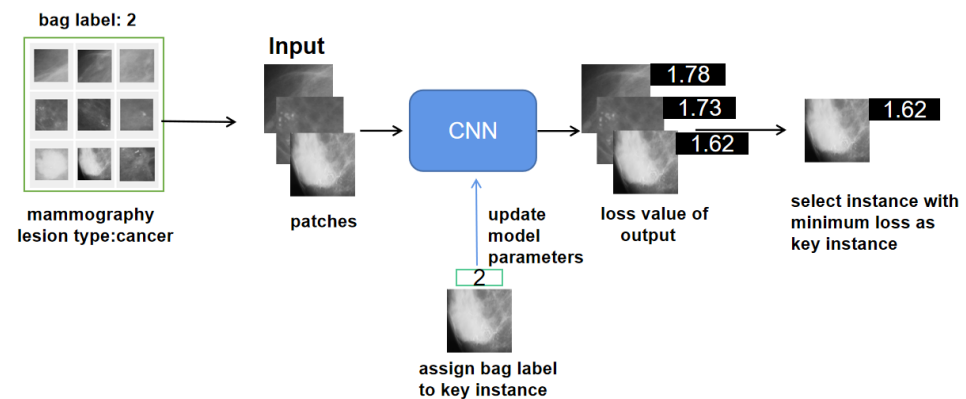 bag label: 2
Input
1.78
1.73
1.62
1.62
CNN
mammography
lesion type:cancer
patches
update
model
parameters
loss value of
output
select instance with
minimum loss as
key instance
2
assign bag label
to key instance